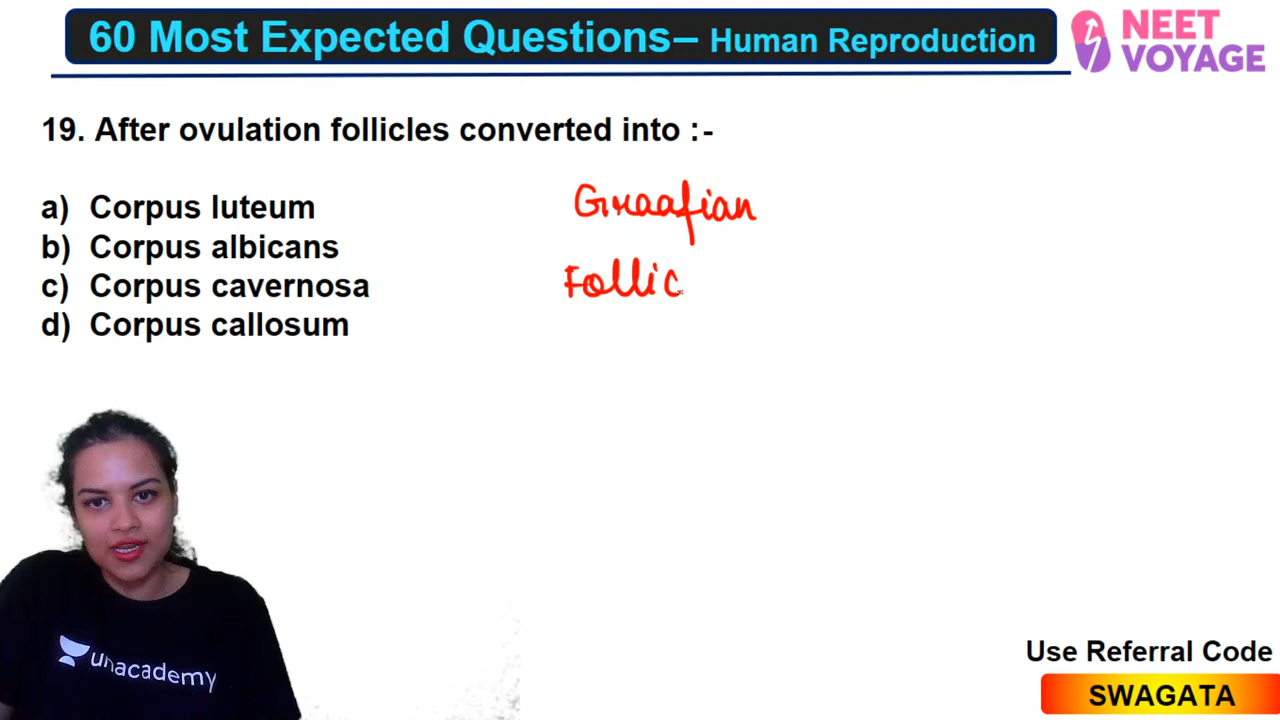 60 Most Expected Questions– Human Reproduction
NEET
VOYAGE
19. After ovulation follicles converted into :-
a) Corpus luteum
b) Corpus albicans
c) Corpus cavernosa
d) Corpus callosum
Graafian
Follic
unacademy
Use Referral Code
SWAGATA